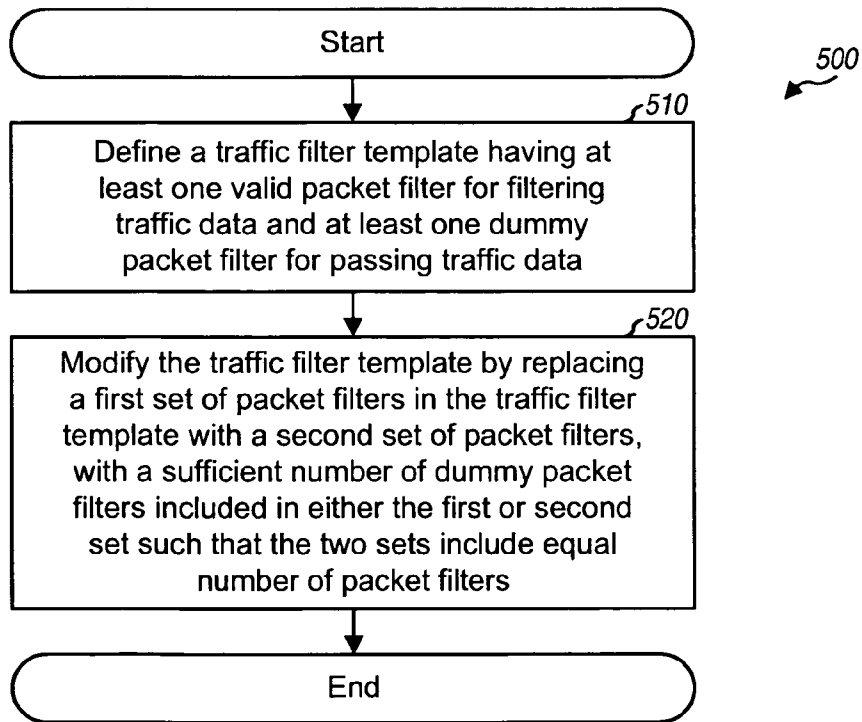 Start
500
510
Define a traffic filter template having at
least one valid packet filter for filtering
traffic data and at least one dummy
packet filter for passing traffic data
520
Modify the traffic filter template by replacing
a first set of packet filters in the traffic filter
template with a second set of packet filters,
with a sufficient number of dummy packet
filters included in either the first or second
set such that the two sets include equal
number of packet filters
End